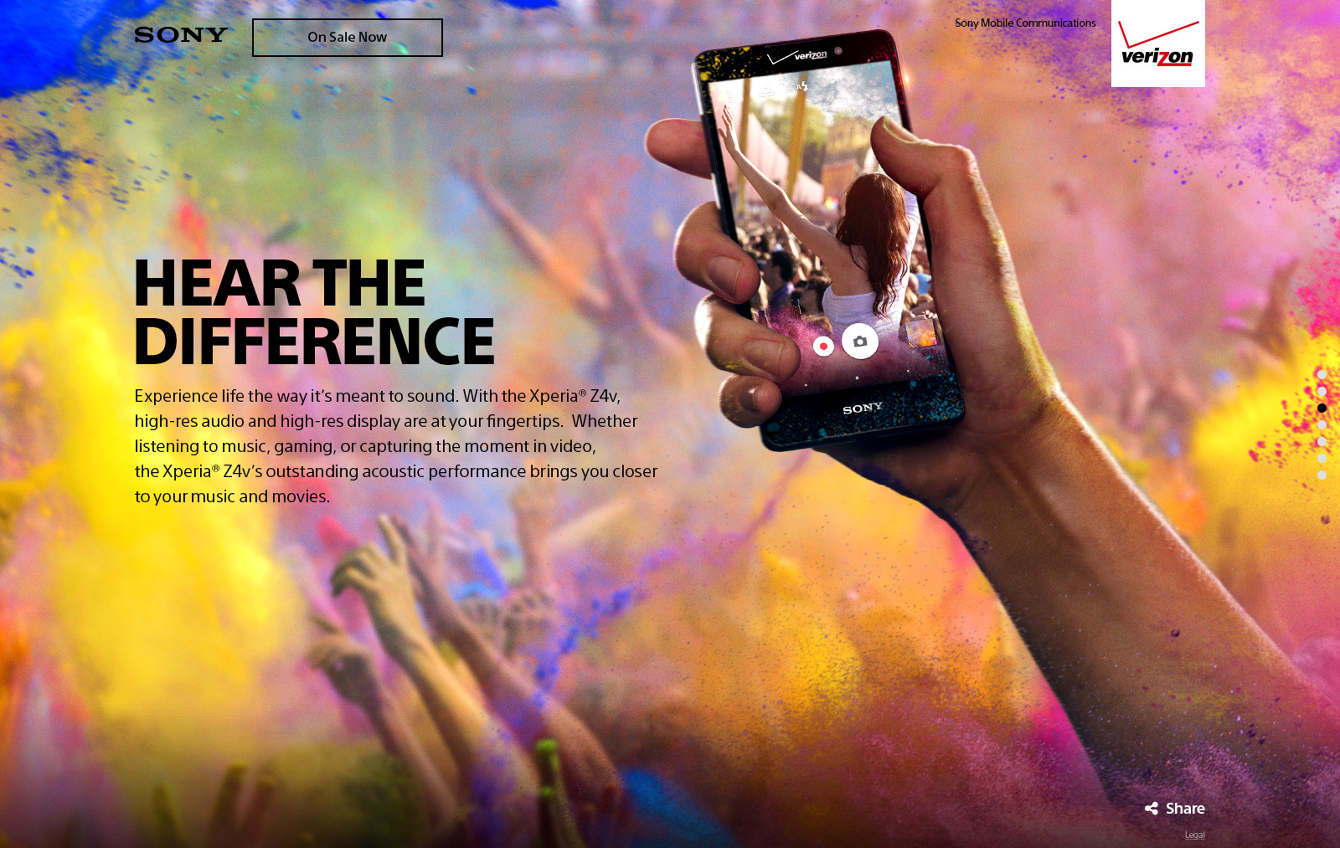 SONY
On Sale Now
Sony Mobile Communications
verizon
verizon
HEAR THE
DIFFERENCE
Experience life the way it's meant to sound. With the Xperia® Z4v,
high-res audio and high-res display are at your fingertips. Whether
listening to music, gaming, or capturing the moment in video,
the Xperia® Z4v's outstanding acoustic performance brings you closer
to your music and movies.
SONY
Share
Legal